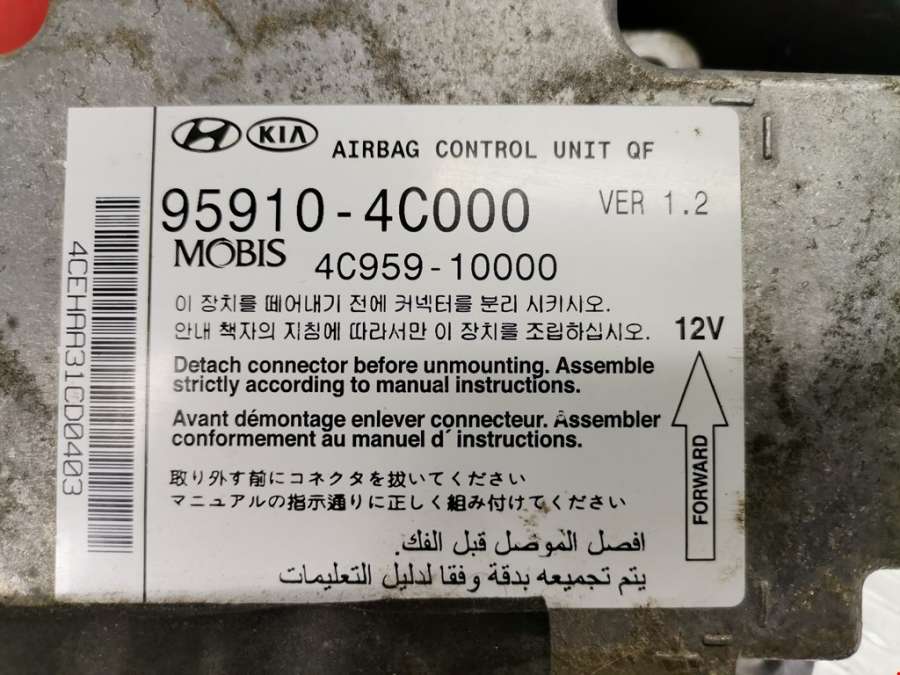 KIA
AIRBAG CONTROL UNIT QF
95910-4C000
VER 1.2
MOBIS
4C959-10000
이 장치를 떼어내기 전에 커넥터를 분리 시키시오.
안내 책자의 지침에 따라서만 이 장치를 조립하십시오.
12V
Detach connector before unmounting. Assemble
strictly according to manual instructions.
Avant démontage enlever connecteur. Assembler
conformement au manuel d´instructions.
FORWARD
取り外す前にコネクタを抜いてください
マニュアルの指示通りに正しく組み付けてください
افصل الموصل قبل الفك.
يتم تجميعه بدقة وفقا لدليل التعليمات
4CEHAA31CD0403